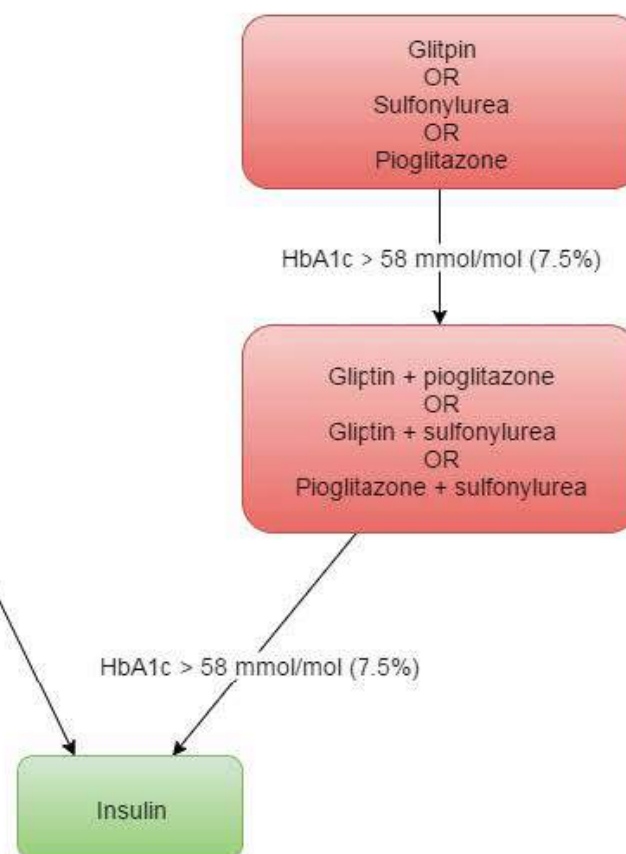 Glitpin
OR
Sulfonylurea
OR
Pioglitazone
HbA1c > 58 mmol/mol (7.5%)
Gliptin + pioglitazone
OR
Gliptin + sulfonylurea
OR
Pioglitazone + sulfonylurea
HbA1c > 58 mmol/mol (7.5%)
Insulin